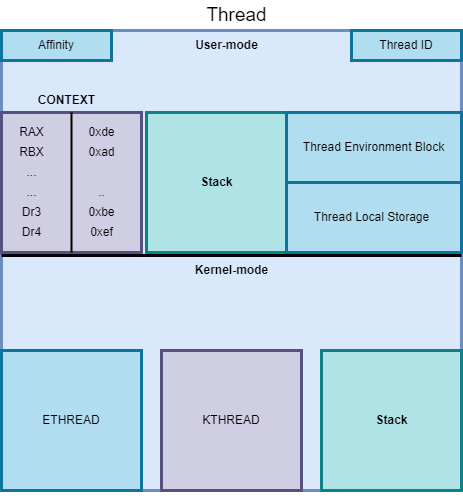 Thread
Affinity
User-mode
Thread ID
CONTEXT
RAX 0xde
RBX 0xad
...
... ..
Dr3 0xbe
Dr4 0xef
Stack
Thread Environment Block
Thread Local Storage
Kernel-mode
ETHREAD
KTHREAD
Stack